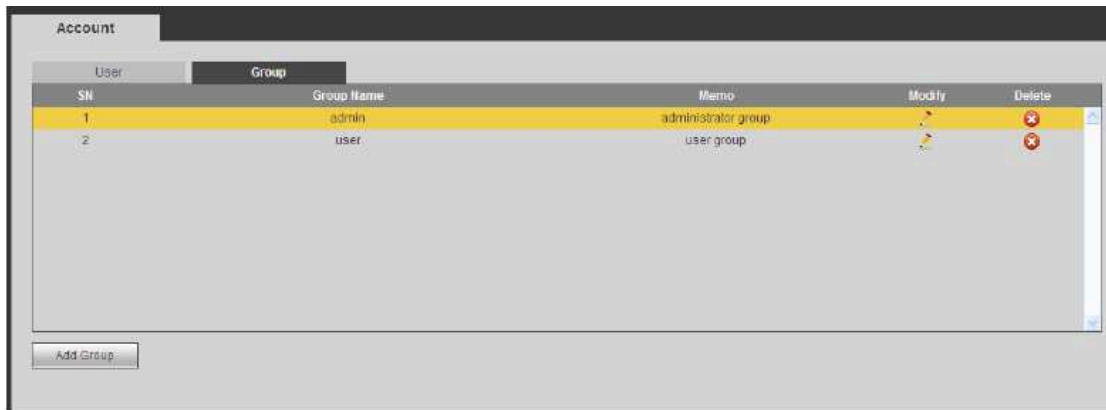 Account
User Group
SN Group Name Memo Modify Delete
1 admin administrator group
2 user user group
Add Group